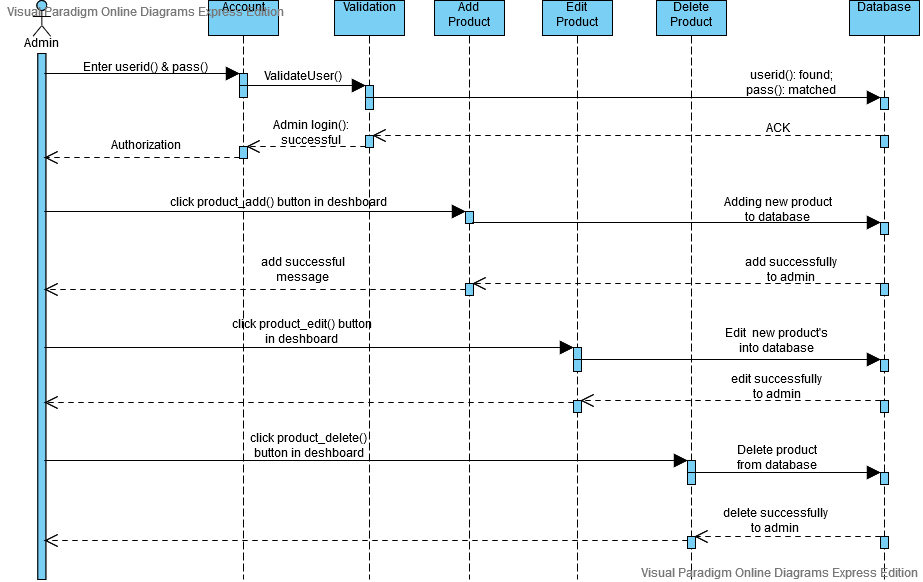 Visual Paradigm Online Diagrams Express Edition
Account
Validation
Add
Product
Edit
Product
Delete
Product
Database
Admin
Enter userid() & pass()
ValidateUser()
userid(): found;
pass(): matched
Admin login():
successful
ACK
Authorization
click product_add() button in deshboard
Adding new product
to database
add successful
message
add successfully
to admin
click product_edit() button
in deshboard
Edit  new product's
into database
edit successfully
to admin
click product_delete()
button in deshboard
Delete product
from database
delete successfully
to admin
Visual Paradigm Online Diagrams Express Edition